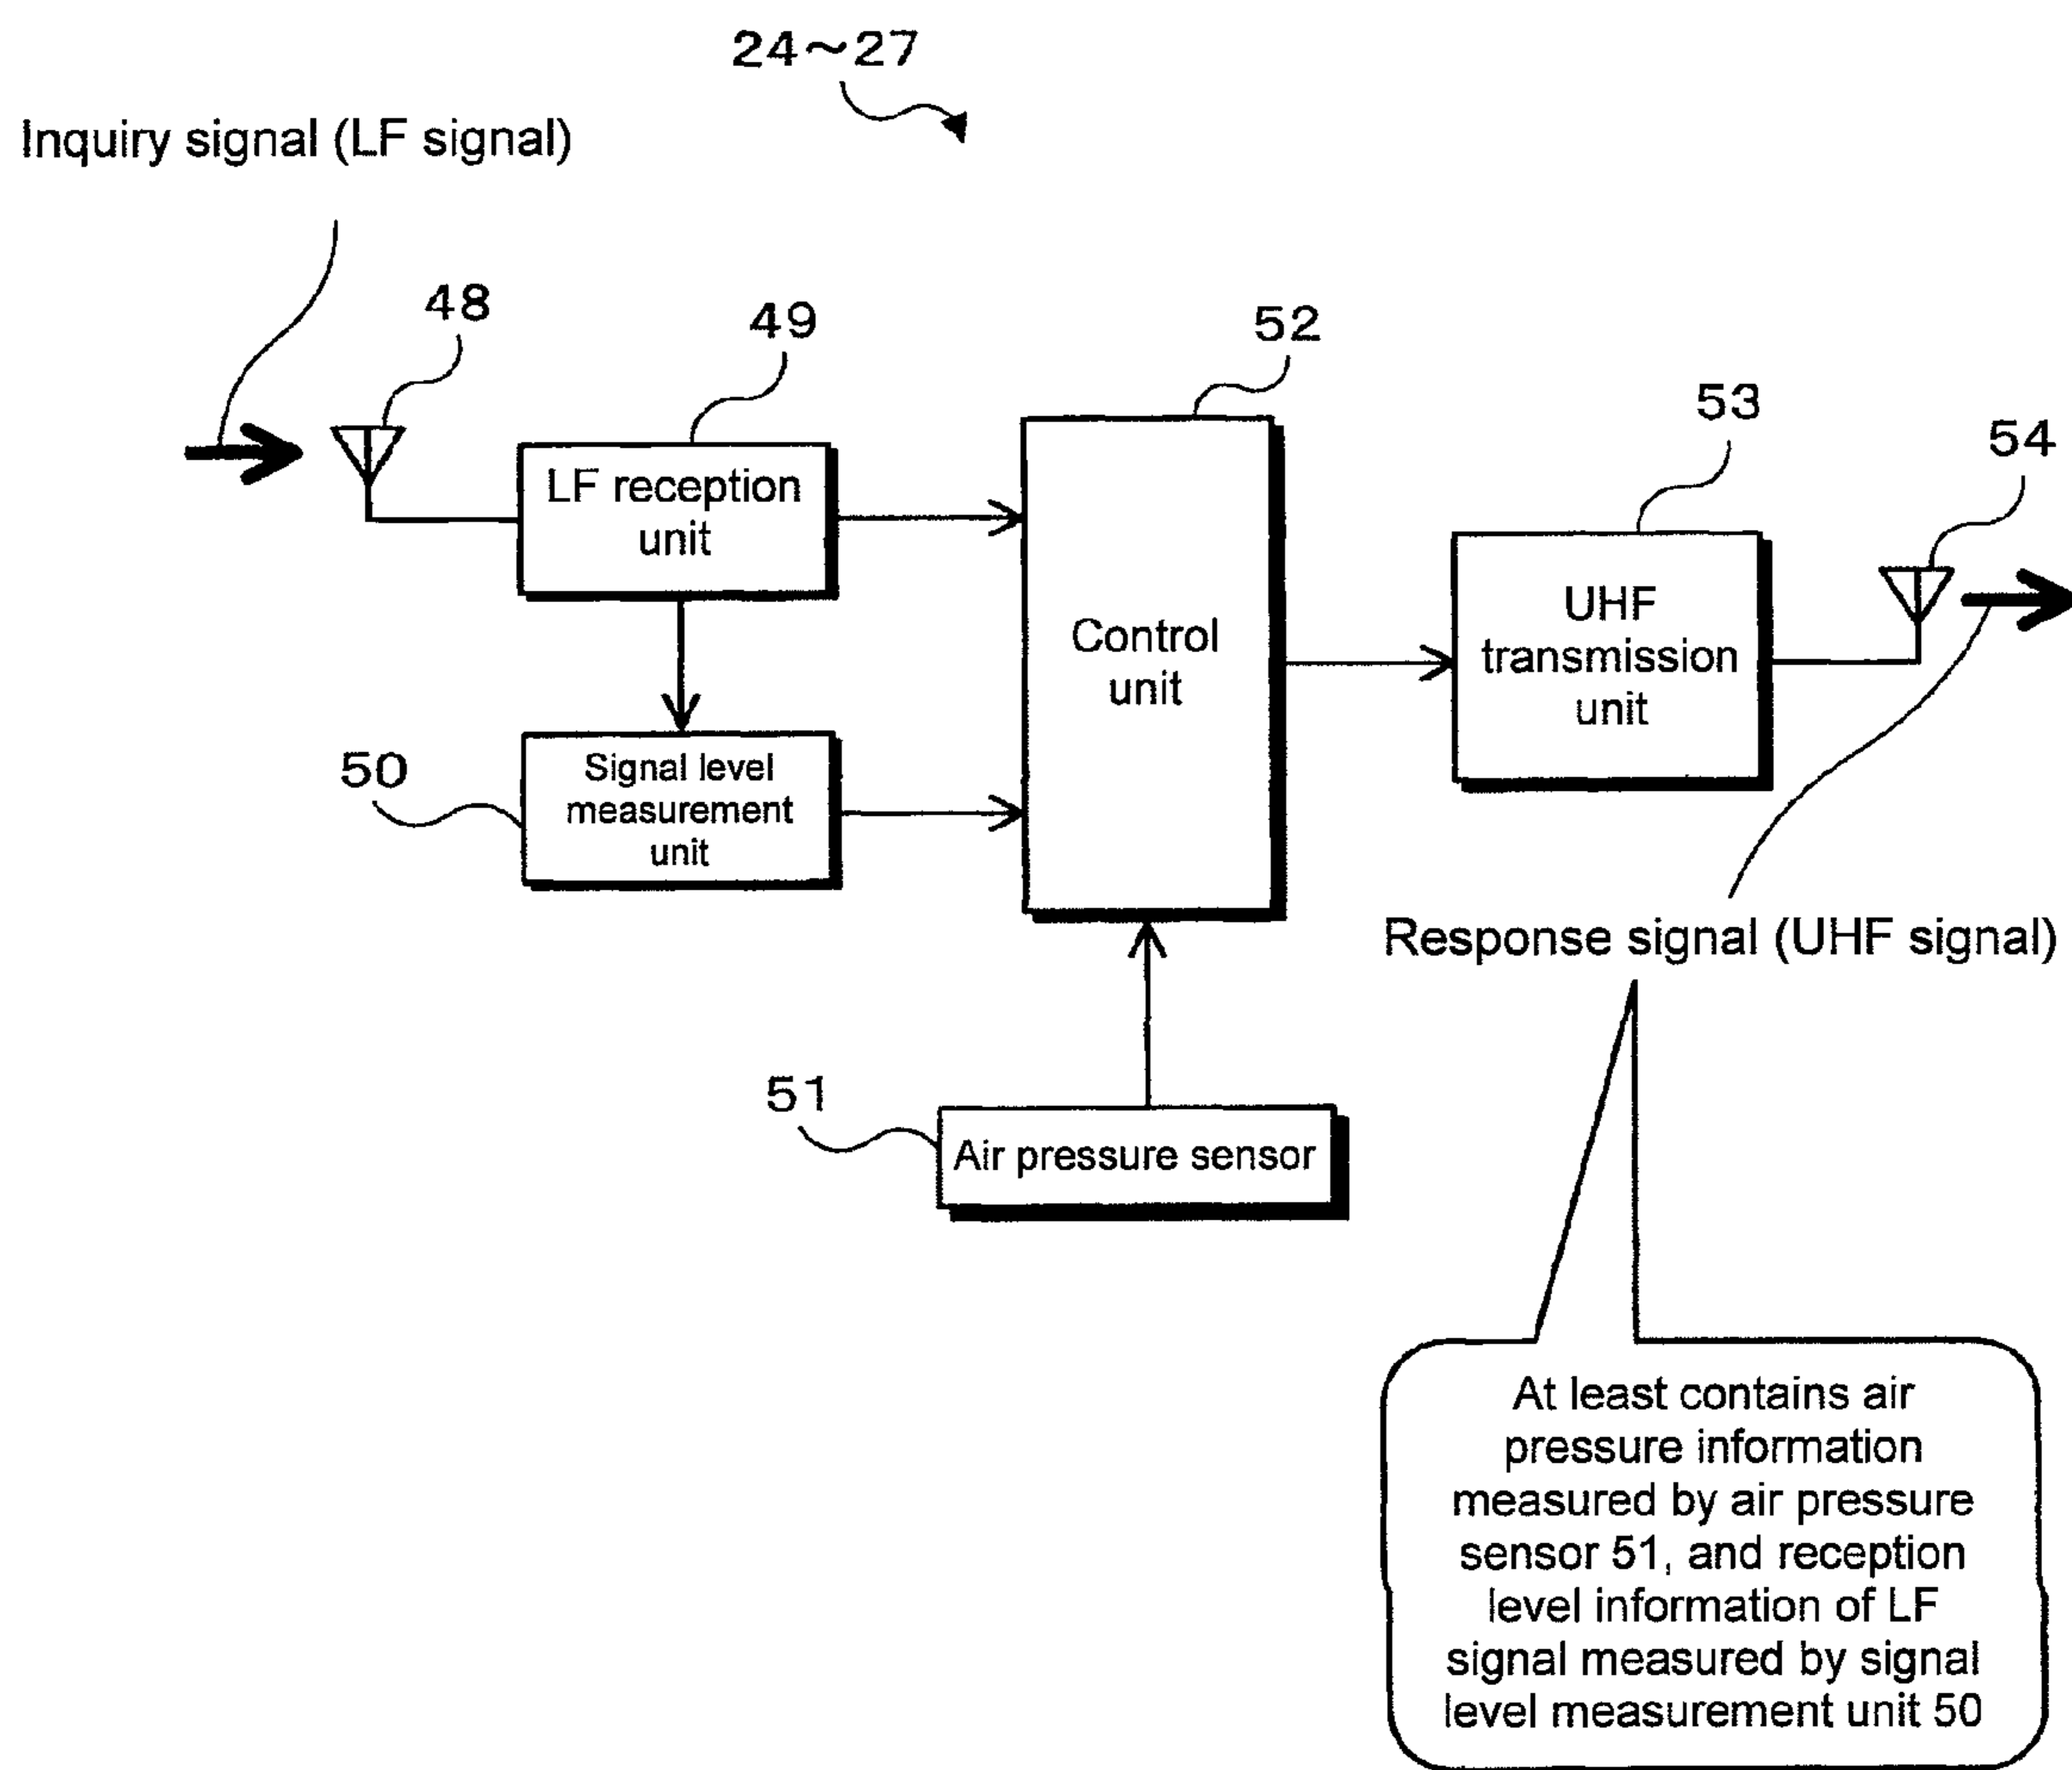 24~27
Inquiry signal (LF signal)
48
49
52
53
54
LF reception
unit
Control
unit
UHF
transmission
unit
50
Signal level
measurement
unit
Response signal (UHF signal)
51
Air pressure sensor
At least contains air
pressure information
measured by air pressure
sensor 51, and reception
level information of LF
signal measured by signal
level measurement unit 50